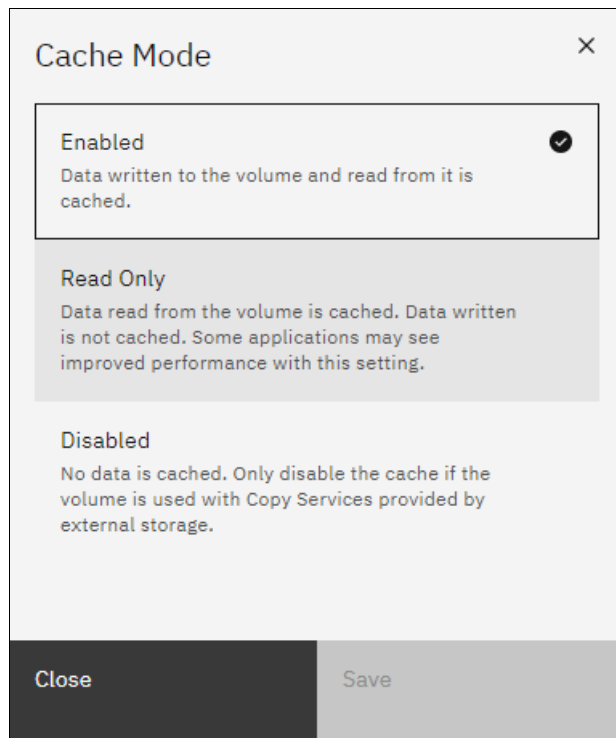 Cache Mode
Enabled
Data written to the volume and read from it is
cached.
Read Only
Data read from the volume is cached. Data written
is not cached. Some applications may see
improved performance with this setting.
Disabled
No data is cached. Only disable the cache if the
volume is used with Copy Services provided by
external storage.
Close
Save